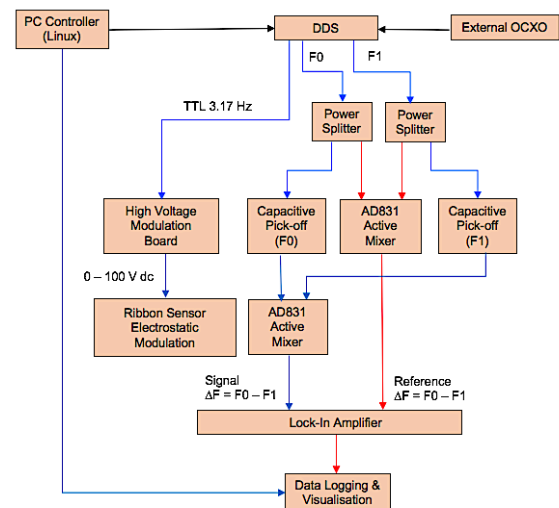 PC Controller
(Linux)
DDS
External OCXO
F0
F1
TTL 3.17 Hz
Power
Splitter
Power
Splitter
High Voltage
Modulation
Board
Capacitive
Pick-off
(F0)
AD831
Active
Mixer
Capacitive
Pick-off
(F1)
0 – 100 V dc
Ribbon Sensor
Electrostatic
Modulation
AD831
Active
Mixer
Signal
ΔF = F0 – F1
Reference
ΔF = F0 – F1
Lock-In Amplifier
Data Logging &
Visualisation